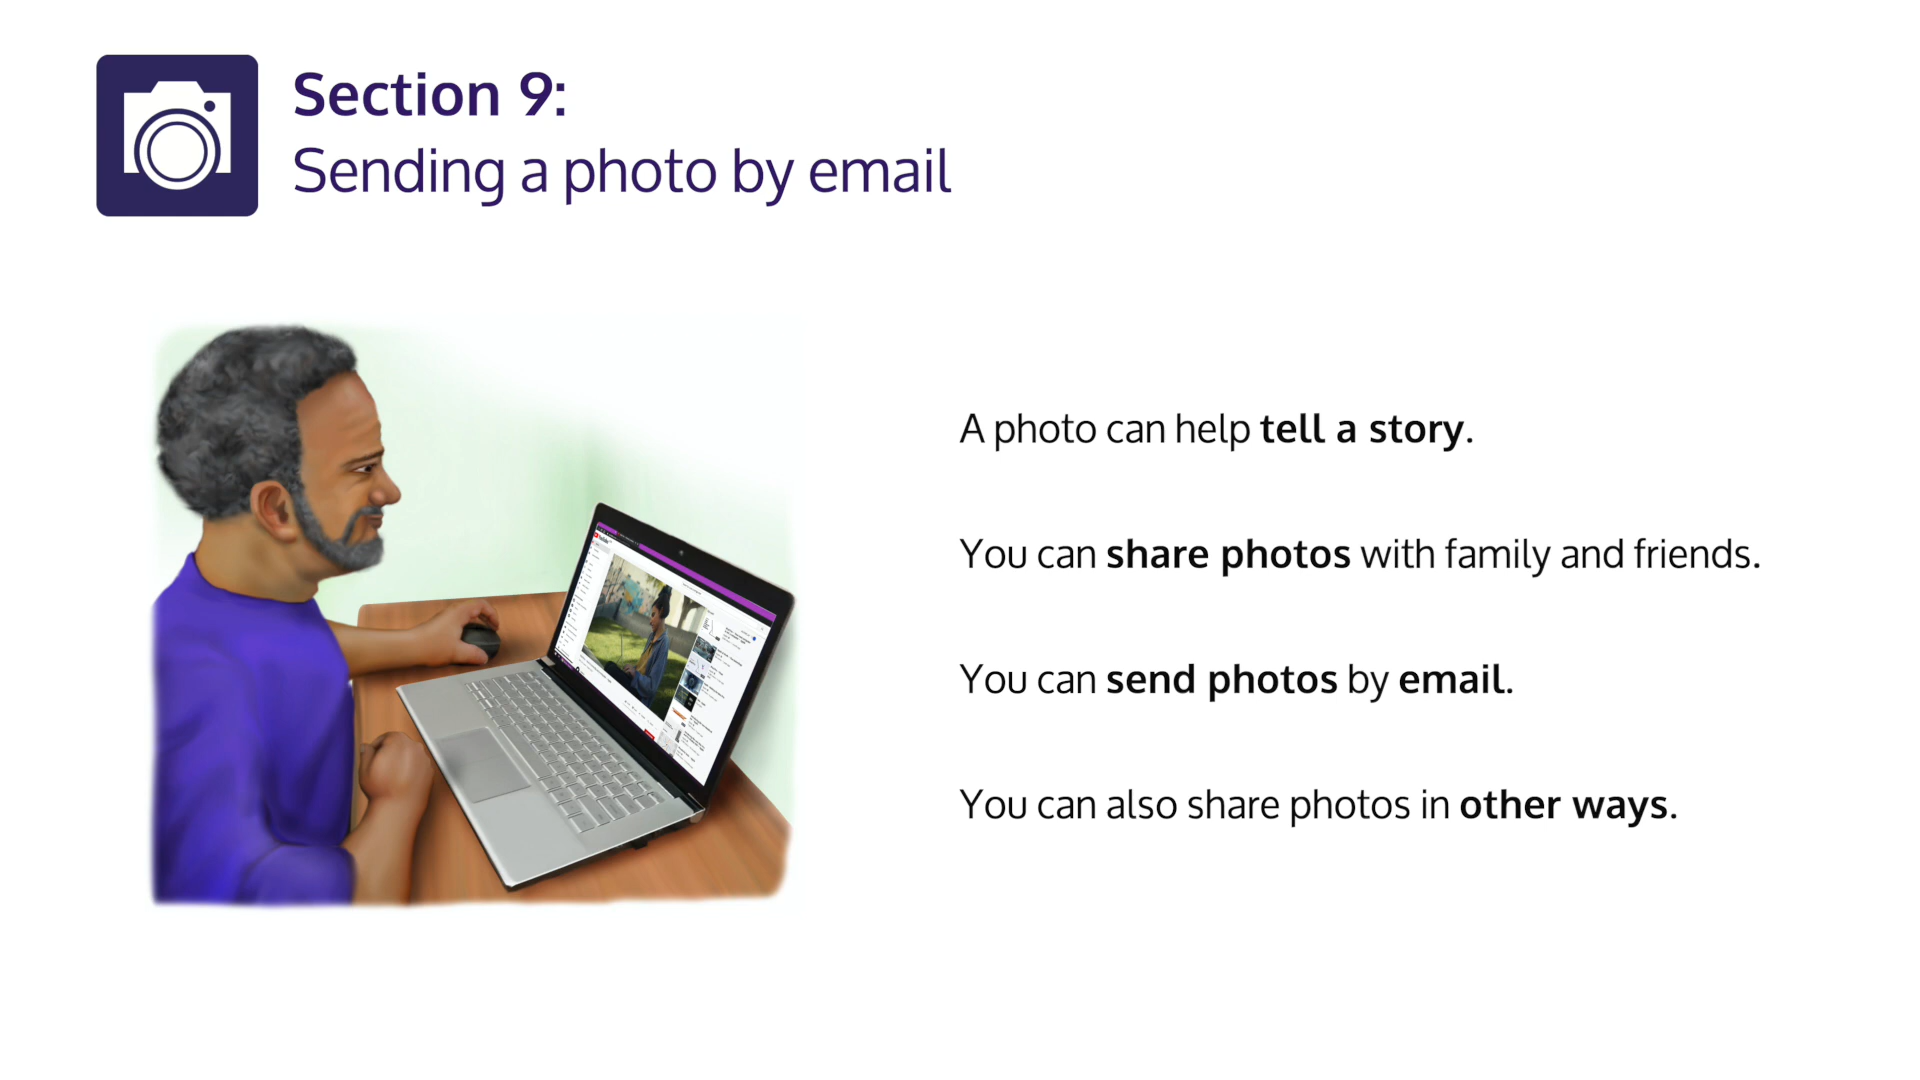 Section 9:
Sending a photo by email
A photo can help tell a story.
You can share photos with family and friends.
You can send photos by email.
You can also share photos in other ways.